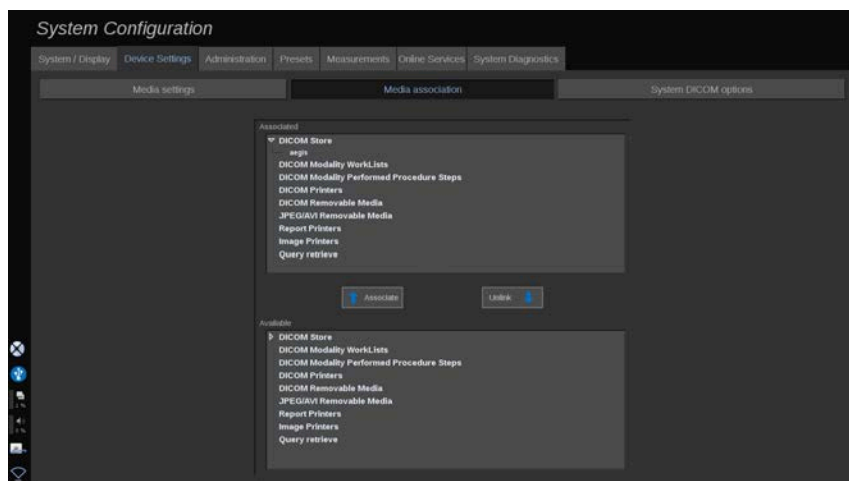 System Configuration
System / Display Device Settings Administration Presets Measurements Online Services System Diagnostics
Media settings Media association System DICOM options
Associated
DICOM Store
aegis
DICOM Modality WorkLists
DICOM Modality Performed Procedure Steps
DICOM Printers
DICOM Removable Media
JPEG/AVI Removable Media
Report Printers
Image Printers
Query retrieve
Associate Unlink
Available
DICOM Store
DICOM Modality WorkLists
DICOM Modality Performed Procedure Steps
DICOM Printers
DICOM Removable Media
JPEG/AVI Removable Media
Report Printers
Image Printers
Query retrieve